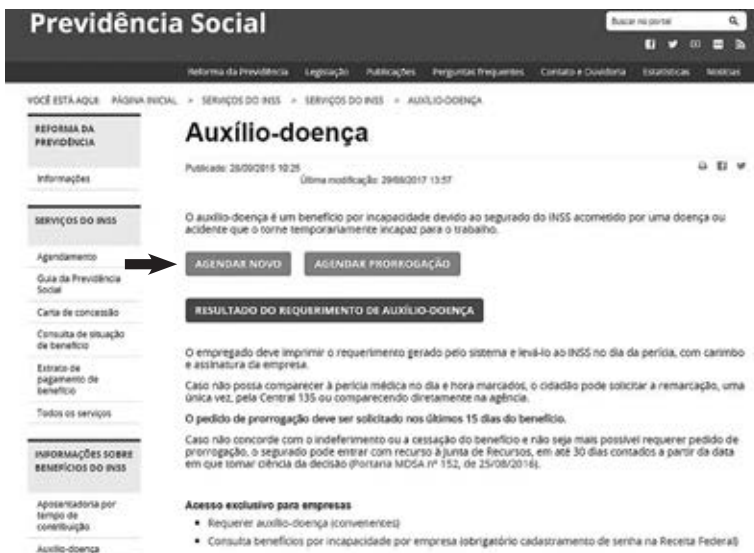 Previdência Social
Buscar no portal
Reforma da Previdência Legislação Publicações Perguntas frequentes Contato e Ouvidoria Estatísticas Notícias
VOCÊ ESTÁ AQUI: PÁGINA INICIAL > SERVIÇOS DO INSS > SERVIÇOS DO INSS > AUXÍLIO-DOENÇA
REFORMA DA
PREVIDÊNCIA
Informações
SERVIÇOS DO INSS
Agendamento
Guia da Previdência
Social
Carta de concessão
Consulta de situação
de benefício
Extrato de
pagamento de
benefício
Todos os serviços
INFORMAÇÕES SOBRE
BENEFÍCIOS DO INSS
Aposentadoria por
tempo de
contribuição
Auxílio-doença
Auxílio-doença
Publicado: 28/09/2015 10:25
Última modificação: 29/08/2017 13:57
O auxílio-doença é um benefício por incapacidade devido ao segurado do INSS acometido por uma doença ou
acidente que o torne temporariamente incapaz para o trabalho.
AGENDAR NOVO AGENDAR PRORROGAÇÃO
RESULTADO DO REQUERIMENTO DE AUXÍLIO-DOENÇA
O empregado deve imprimir o requerimento gerado pelo sistema e levá-lo ao INSS no dia da perícia, com carimbo
e assinatura da empresa.
Caso não possa comparecer à perícia médica no dia e hora marcados, o cidadão pode solicitar a remarcação, uma
única vez, pela Central 135 ou comparecendo diretamente na agência.
O pedido de prorrogação deve ser solicitado nos últimos 15 dias do benefício.
Caso não concorde com o indeferimento ou a cessação do benefício e não seja mais possível requerer pedido de
prorrogação, o segurado pode entrar com recurso à Junta de Recursos, em até 30 dias contados a partir da data
em que tomar ciência da decisão (Portaria MDSA nº 152, de 25/08/2016).
Acesso exclusivo para empresas
• Requerer auxílio-doença (convenentes)
• Consulta benefícios por incapacidade por empresa (obrigatório cadastramento de senha na Receita Federal)